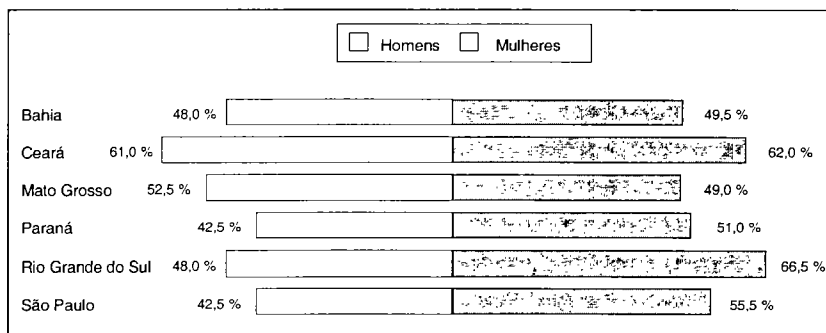 Homens Mulheres
Bahia 48,0 % 49,5 %
Ceará 61,0 % 62,0 %
Mato Grosso 52,5 % 49,0 %
Paraná 42,5 % 51,0 %
Rio Grande do Sul 48,0 % 66,5 %
São Paulo 42,5 % 55,5 %